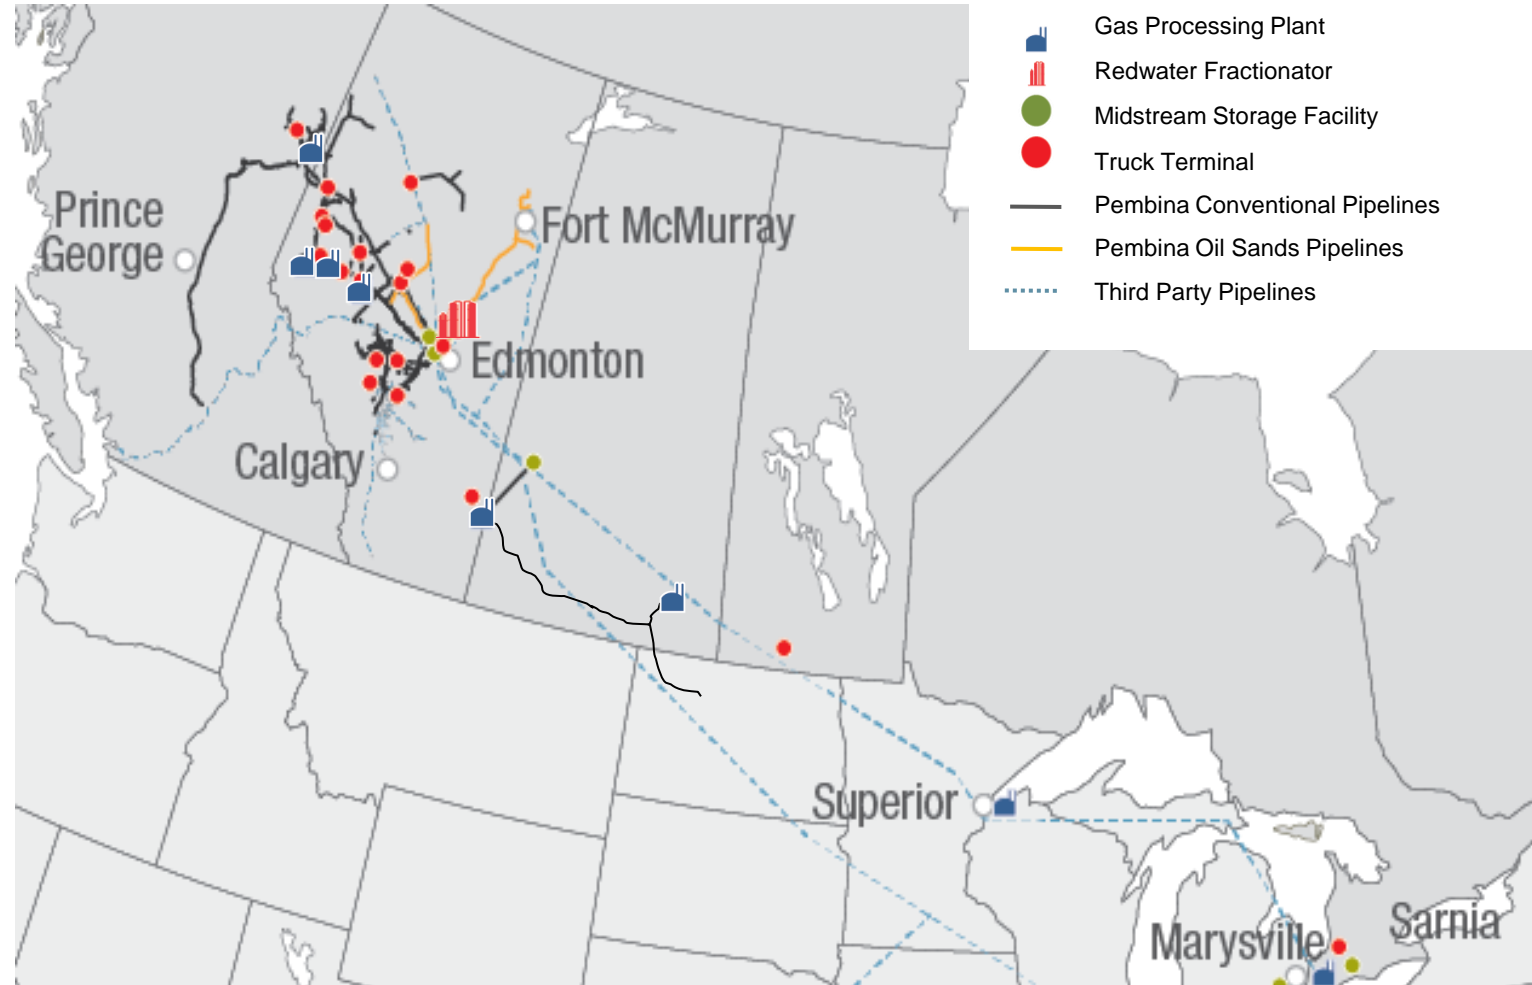 Gas Processing Plant
Redwater Fractionator
Midstream Storage Facility
Truck Terminal
Pembina Conventional Pipelines
Pembina Oil Sands Pipelines
Third Party Pipelines
Prince
George
Fort McMurray
Edmonton
Calgary
Superior
Marysville
Sarnia